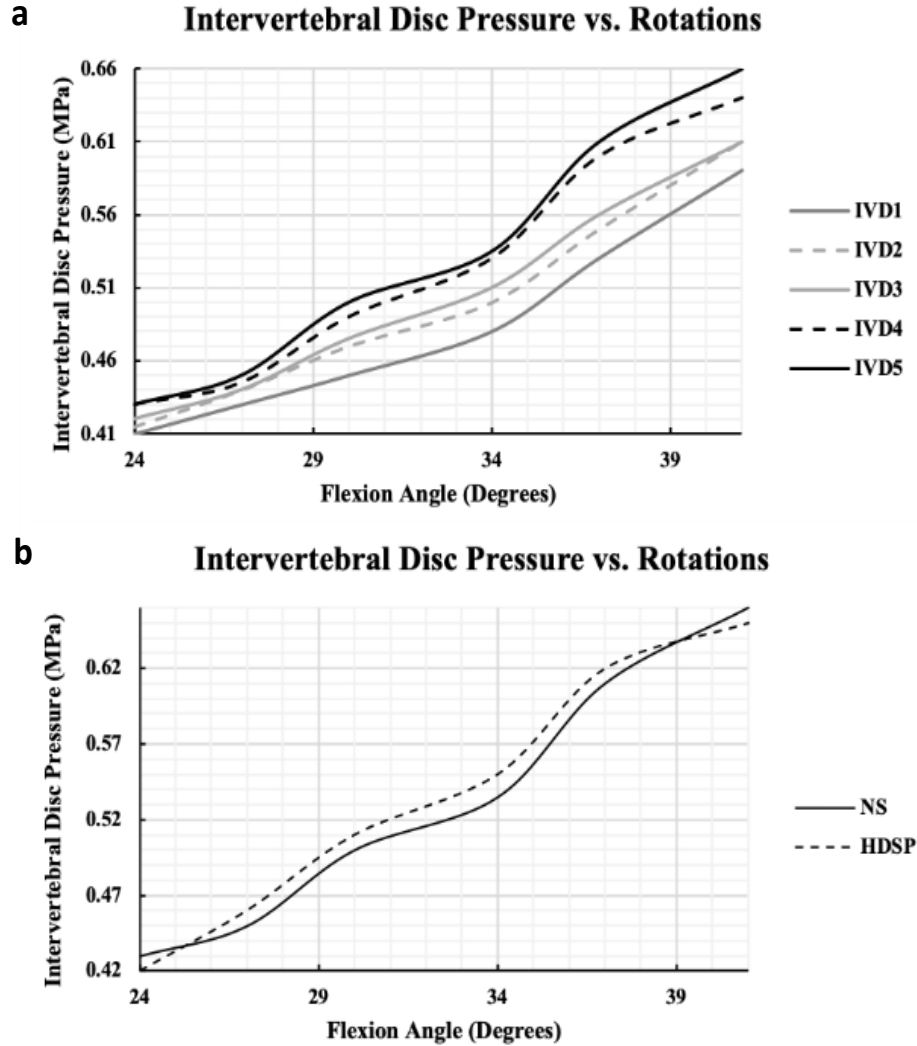 a
Intervertebral Disc Pressure vs. Rotations
Intervertebral Disc Pressure (MPa)
0.66
0.61
0.56
0.51
0.46
0.41
24 29 34 39
Flexion Angle (Degrees)
IVD1
IVD2
IVD3
IVD4
IVD5
b
Intervertebral Disc Pressure vs. Rotations
Intervertebral Disc Pressure (MPa)
0.62
0.57
0.52
0.47
0.42
24 29 34 39
Flexion Angle (Degrees)
NS
HDSP